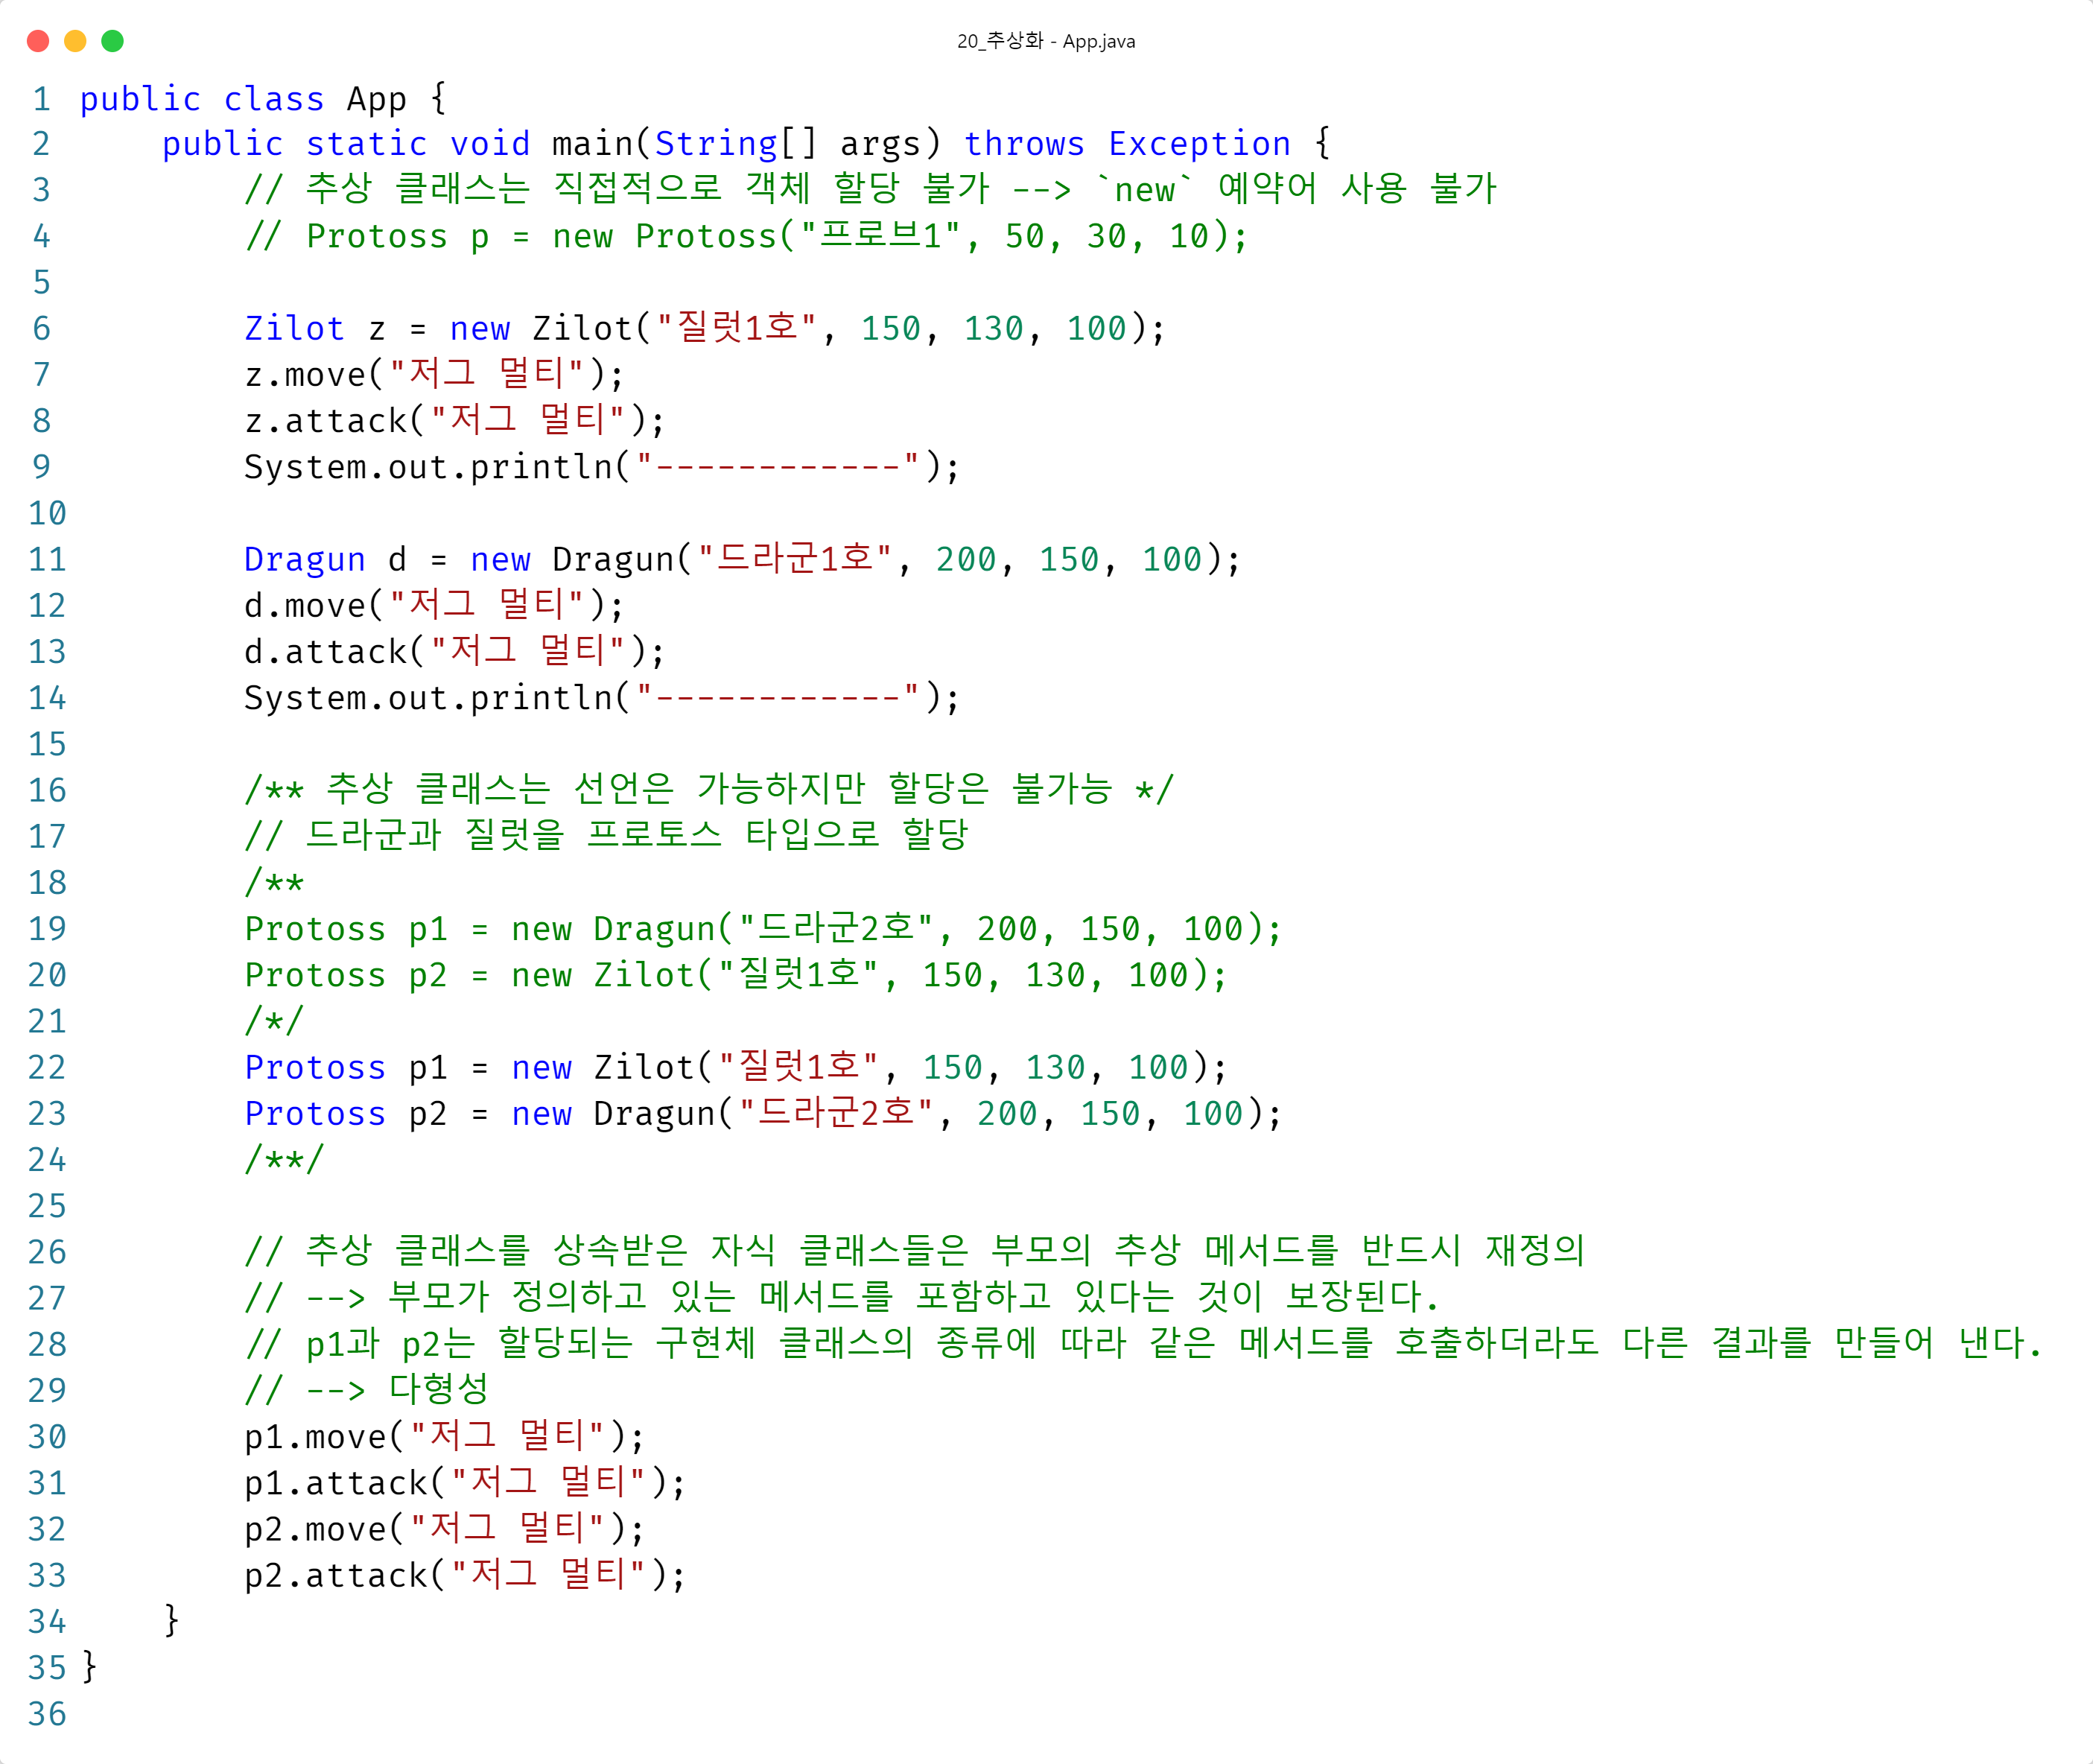 20_추상화 - App.java
1 public class App {
2     public static void main(String[] args) throws Exception {
3         // 추상 클래스는 직접적으로 객체 할당 불가 --> `new` 예약어 사용 불가
4         // Protoss p = new Protoss("프로브1", 50, 30, 10);
5
6         Zilot z = new Zilot("질럿1호", 150, 130, 100);
7         z.move("저그 멀티");
8         z.attack("저그 멀티");
9         System.out.println("------------");
10
11         Dragun d = new Dragun("드라군1호", 200, 150, 100);
12         d.move("저그 멀티");
13         d.attack("저그 멀티");
14         System.out.println("------------");
15
16         /** 추상 클래스는 선언은 가능하지만 할당은 불가능 */
17         // 드라군과 질럿을 프로토스 타입으로 할당
18         /**
19         Protoss p1 = new Dragun("드라군2호", 200, 150, 100);
20         Protoss p2 = new Zilot("질럿1호", 150, 130, 100);
21         /*/
22         Protoss p1 = new Zilot("질럿1호", 150, 130, 100);
23         Protoss p2 = new Dragun("드라군2호", 200, 150, 100);
24         /**/
25
26         // 추상 클래스를 상속받은 자식 클래스들은 부모의 추상 메서드를 반드시 재정의
27         // --> 부모가 정의하고 있는 메서드를 포함하고 있다는 것이 보장된다.
28         // p1과 p2는 할당되는 구현체 클래스의 종류에 따라 같은 메서드를 호출하더라도 다른 결과를 만들어 낸다.
29         // --> 다형성
30         p1.move("저그 멀티");
31         p1.attack("저그 멀티");
32         p2.move("저그 멀티");
33         p2.attack("저그 멀티");
34     }
35 }
36